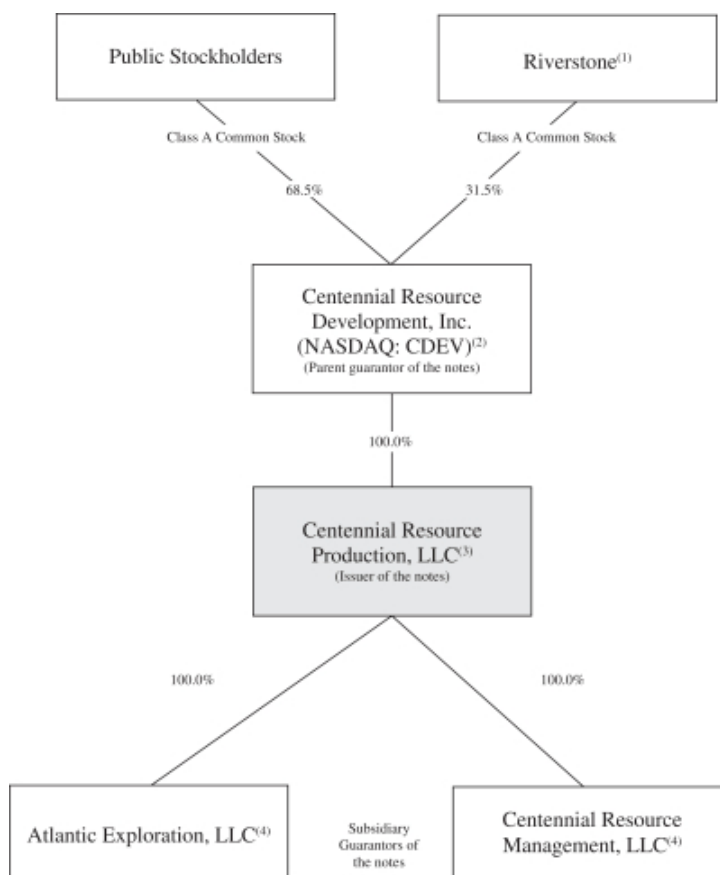 Public Stockholders
Riverstone(1)
Class A Common Stock
Class A Common Stock
68.5%
31.5%
Centennial Resource
Development, Inc.
(NASDAQ: CDEV)(2)
(Parent guarantor of the notes)
100.0%
Centennial Resource
Production, LLC(3)
(Issuer of the notes)
100.0%
100.0%
Atlantic Exploration, LLC(4)
Subsidiary
Guarantors of
the notes
Centennial Resource
Management, LLC(4)